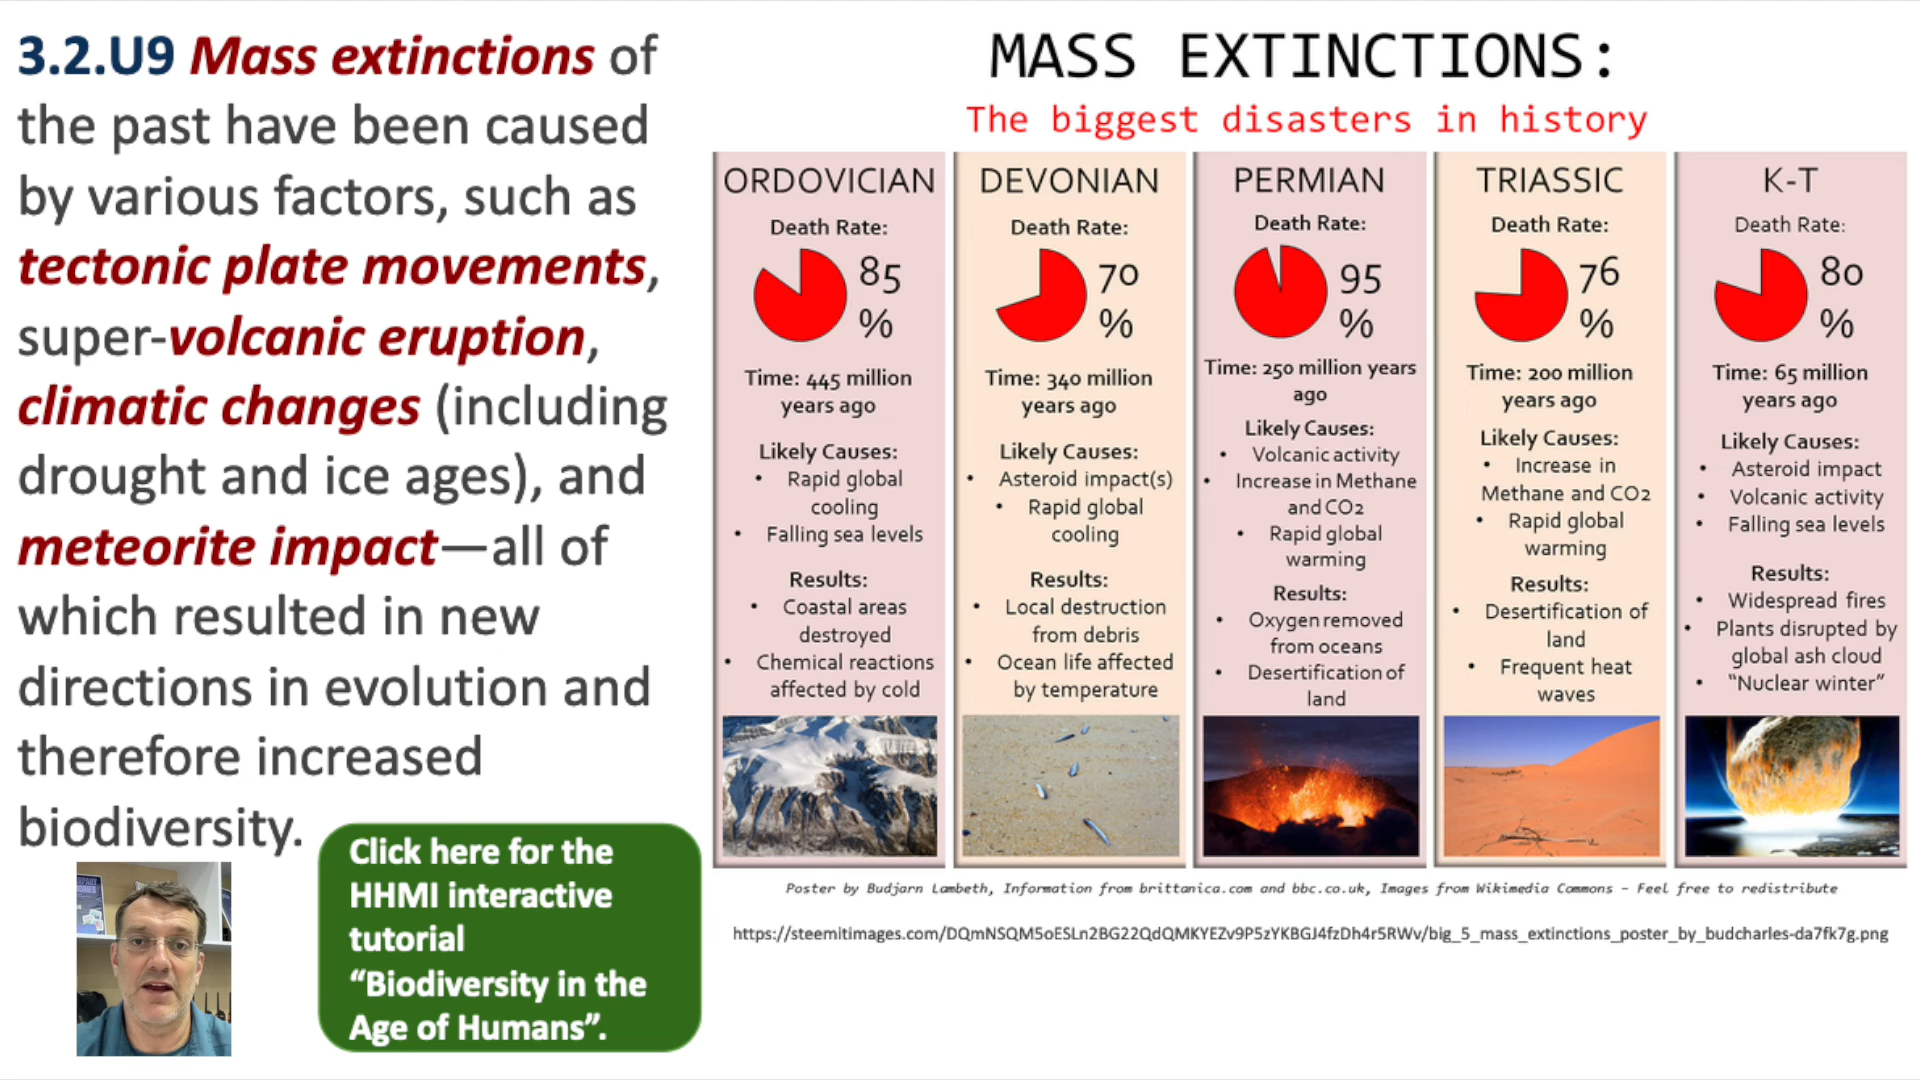 3.2.U9 Mass extinctions of
the past have been caused
by various factors, such as
tectonic plate movements,
super-volcanic eruption,
climatic changes (including
drought and ice ages), and
meteorite impact—all of
which resulted in new
directions in evolution and
therefore increased
biodiversity.
Click here for the
HHMI interactive
tutorial
“Biodiversity in the
Age of Humans”.
MASS EXTINCTIONS:
The biggest disasters in history
ORDOVICIAN
Death Rate:
85
%
Time: 445 million
years ago
Likely Causes:
• Rapid global
cooling
• Falling sea levels
Results:
• Coastal areas
destroyed
• Chemical reactions
affected by cold
DEVONIAN
Death Rate:
70
%
Time: 340 million
years ago
Likely Causes:
• Asteroid impact(s)
• Rapid global
cooling
Results:
• Local destruction
from debris
• Ocean life affected
by temperature
PERMIAN
Death Rate:
95
%
Time: 250 million years
ago
Likely Causes:
• Volcanic activity
• Increase in Methane
and CO2
• Rapid global
warming
Results:
• Oxygen removed
from oceans
• Desertification of
land
TRIASSIC
Death Rate:
76
%
Time: 200 million
years ago
Likely Causes:
• Increase in
Methane and CO2
• Rapid global
warming
Results:
• Desertification of
land
• Frequent heat
waves
K-T
Death Rate:
80
%
Time: 65 million
years ago
Likely Causes:
• Asteroid impact
• Volcanic activity
• Falling sea levels
Results:
• Widespread fires
• Plants disrupted by
global ash cloud
• “Nuclear winter”
Poster by Budjarn Lambeth, Information from brittanica.com and bbc.co.uk, Images from Wikimedia Commons – Feel free to redistribute
https://steemitimages.com/DQmNSQM5oESLn2BG22QdQMKYEZv9P5zYKBGJ4fzDh4r5RWv/big_5_mass_extinctions_poster_by_budcharles-da7fk7g.png